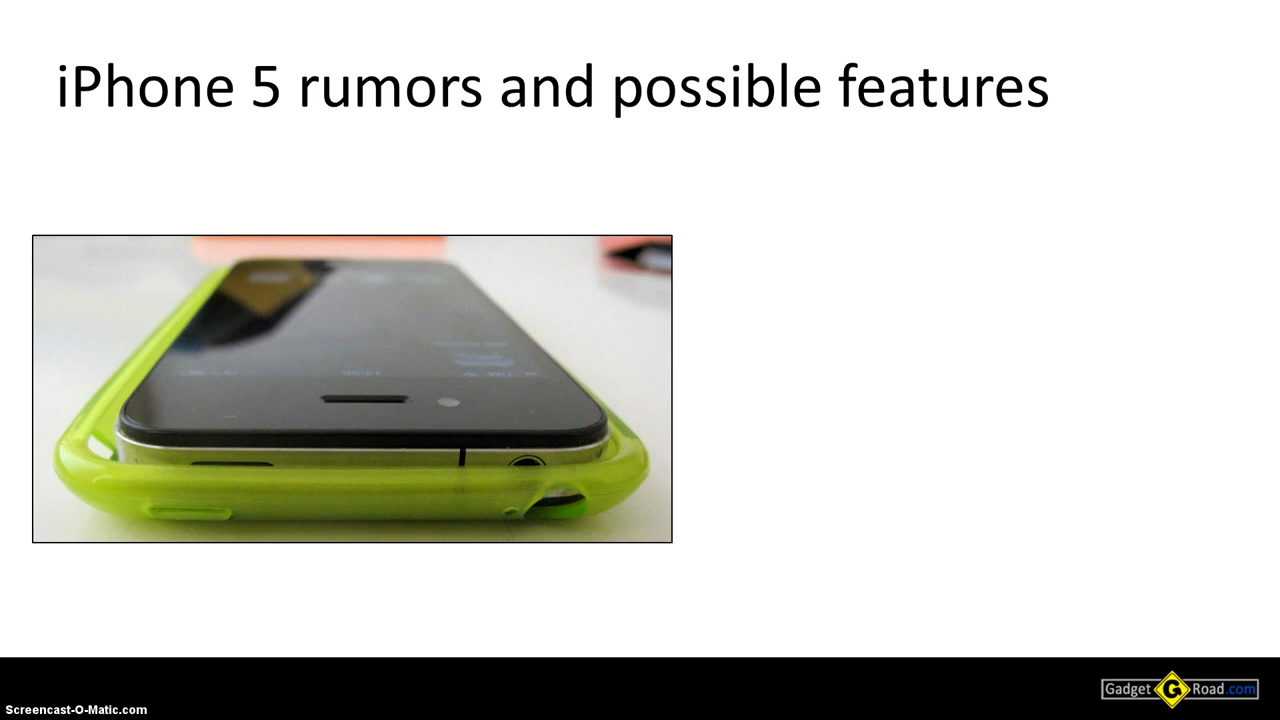 iPhone 5 rumors and possible features
Gadget G Road.com
Screencast-O-Matic.com